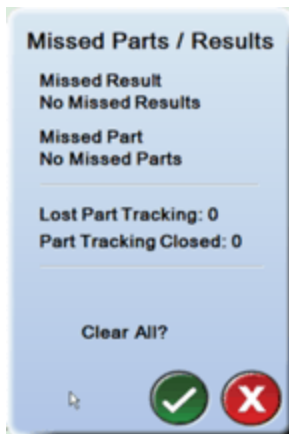 Missed Parts / Results
Missed Result
No Missed Results
Missed Part
No Missed Parts
Lost Part Tracking: 0
Part Tracking Closed: 0
Clear All?